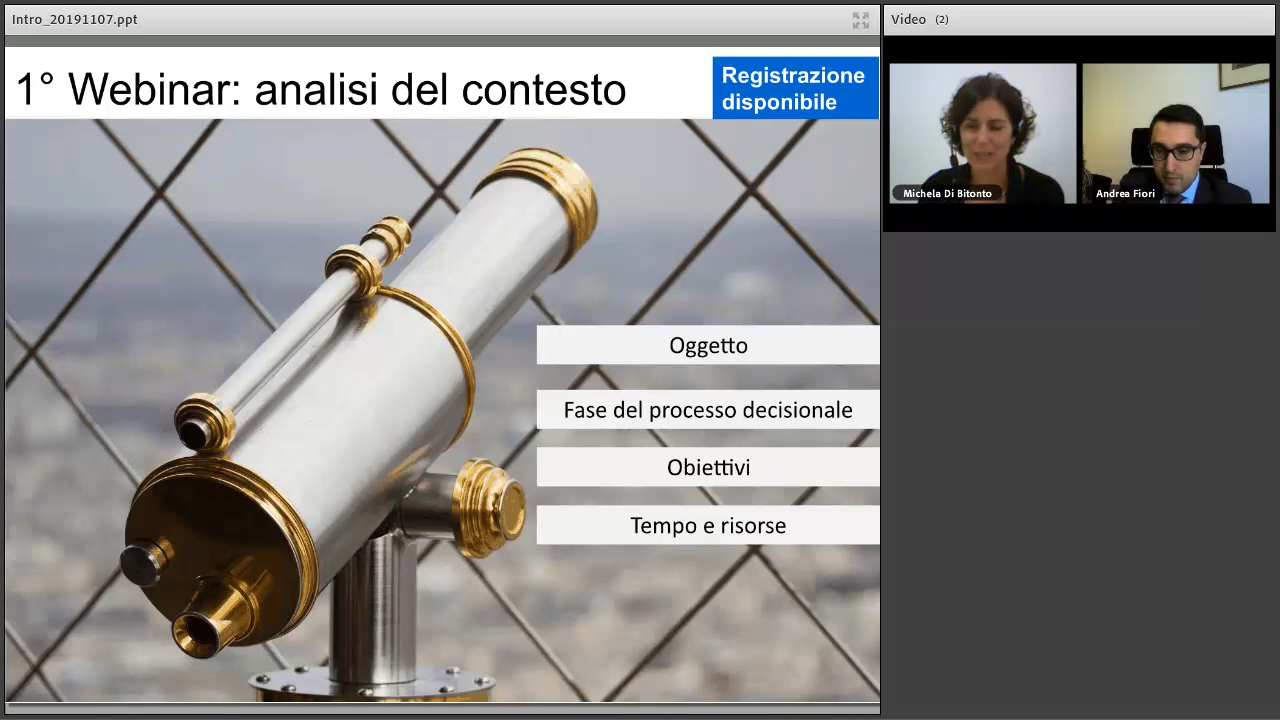 Intro_20191107.ppt
Video (2)
1° Webinar: analisi del contesto
Registrazione
disponibile
Michela Di Bitonto
Andrea Fiori
Oggetto
Fase del processo decisionale
Obiettivi
Tempo e risorse